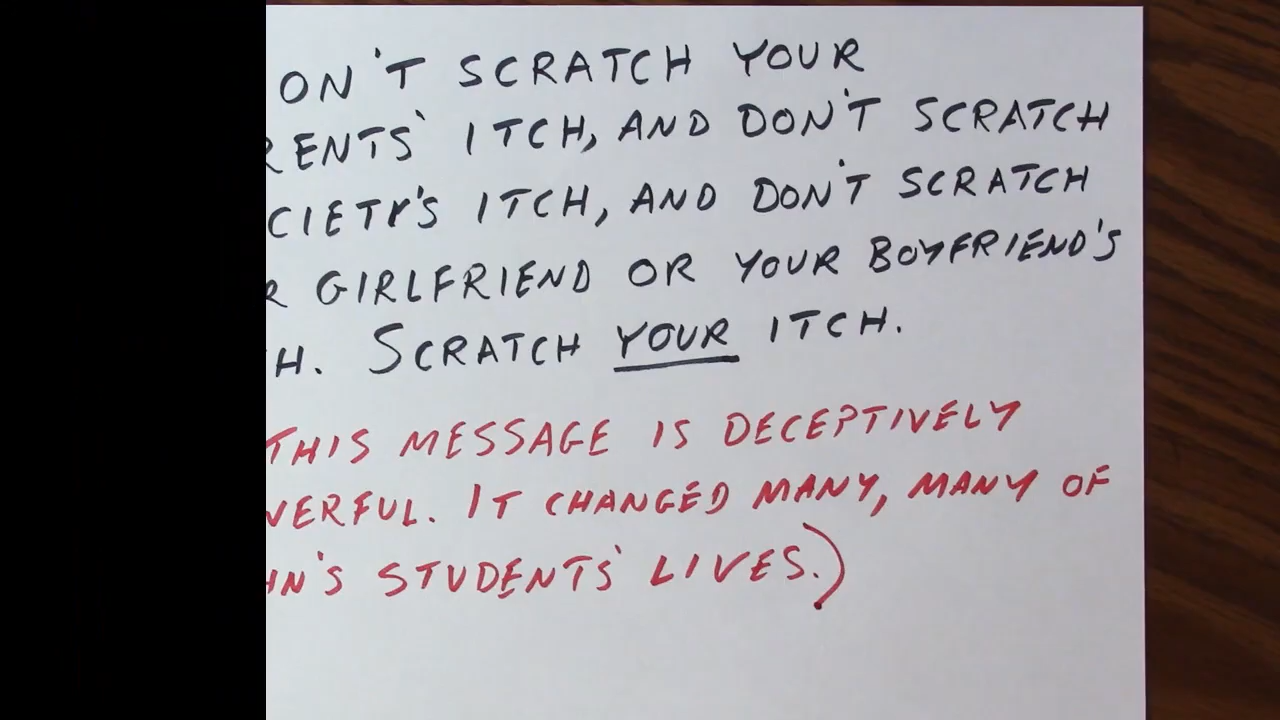 ON'T SCRATCH YOUR
RENTS' ITCH, AND DON'T SCRATCH
CIETY'S ITCH, AND DON'T SCRATCH
R GIRLFRIEND OR YOUR BOYFRIEND'S
H. SCRATCH YOUR ITCH.
THIS MESSAGE IS DECEPTIVELY
WERFUL. IT CHANGED MANY, MANY OF
HN'S STUDENTS' LIVES.)